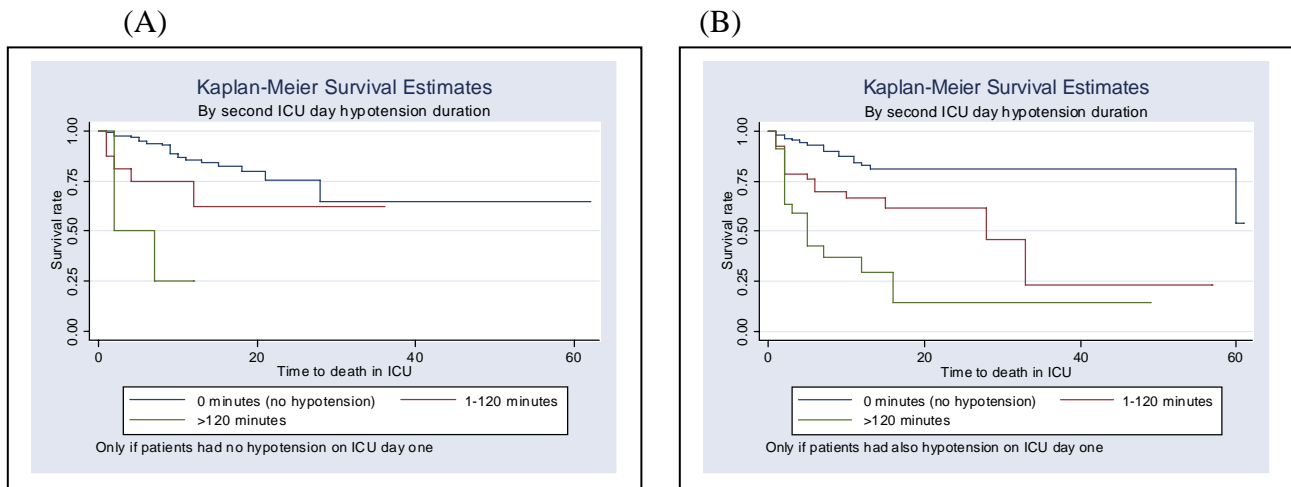 (A)
Kaplan-Meier Survival Estimates
By second ICU day hypotension duration
1.00
0.75
0.50
0.25
0.00
Survival rate
0 20 40 60
Time to death in ICU
0 minutes (no hypotension) 1-120 minutes
>120 minutes
Only if patients had no hypotension on ICU day one
(B)
Kaplan-Meier Survival Estimates
By second ICU day hypotension duration
1.00
0.75
0.50
0.25
0.00
Survival rate
0 20 40 60
Time to death in ICU
0 minutes (no hypotension) 1-120 minutes
>120 minutes
Only if patients had also hypotension on ICU day one